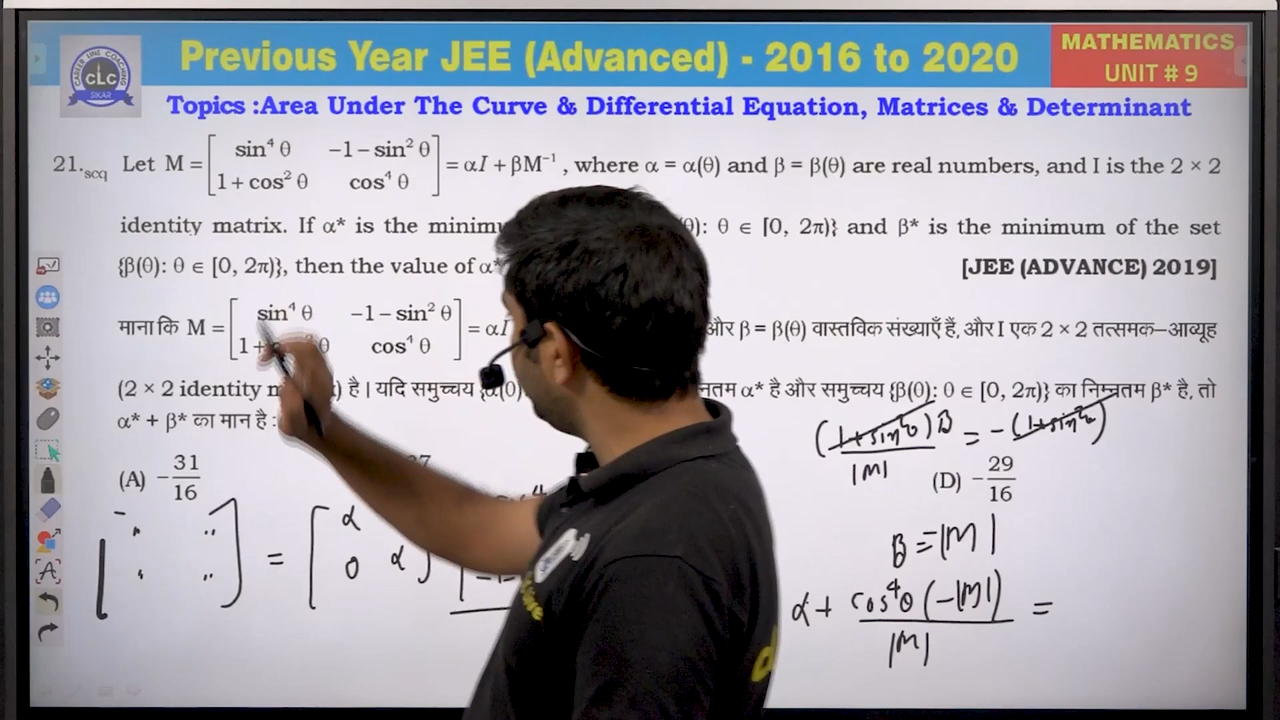 Previous Year JEE (Advanced) - 2016 to 2020
MATHEMATICS
UNIT # 9
CLC
SIKAR
Topics :Area Under The Curve & Differential Equation, Matrices & Determinant
21.scq Let M = [sin⁴ θ −1 − sin² θ
1 + cos² θ cos⁴ θ] = αI + βM⁻¹ , where α = α(θ) and β = β(θ) are real numbers, and I is the 2 × 2
identity matrix. If α* is the θ): θ ∈ [0, 2π)} and β* is the minimum of the set
{β(θ): θ ∈ [0, 2π)}, then the value of α*
[JEE (ADVANCE) 2019]
माना कि M = [sin⁴ θ −1 − sin² θ
1+ θ cos⁴ θ] = αI और β = β(θ) वास्तविक संख्याएँ हैं, और I एक 2 × 2 तत्समक–आव्यूह
(2 × 2 identity ) है। यदि समुच्चय α* है और समुच्चय {β(θ): θ ∈ [0, 2π)} का निम्नतम β* है, तो
α* + β* का मान है :
(A) −31/16
(D) −29/16
(1+sin²θ)B/|M| = −(1+sin²θ)
B = −|M|
α + cos⁴θ (−|M|)/|M| =
= [α
0 α]